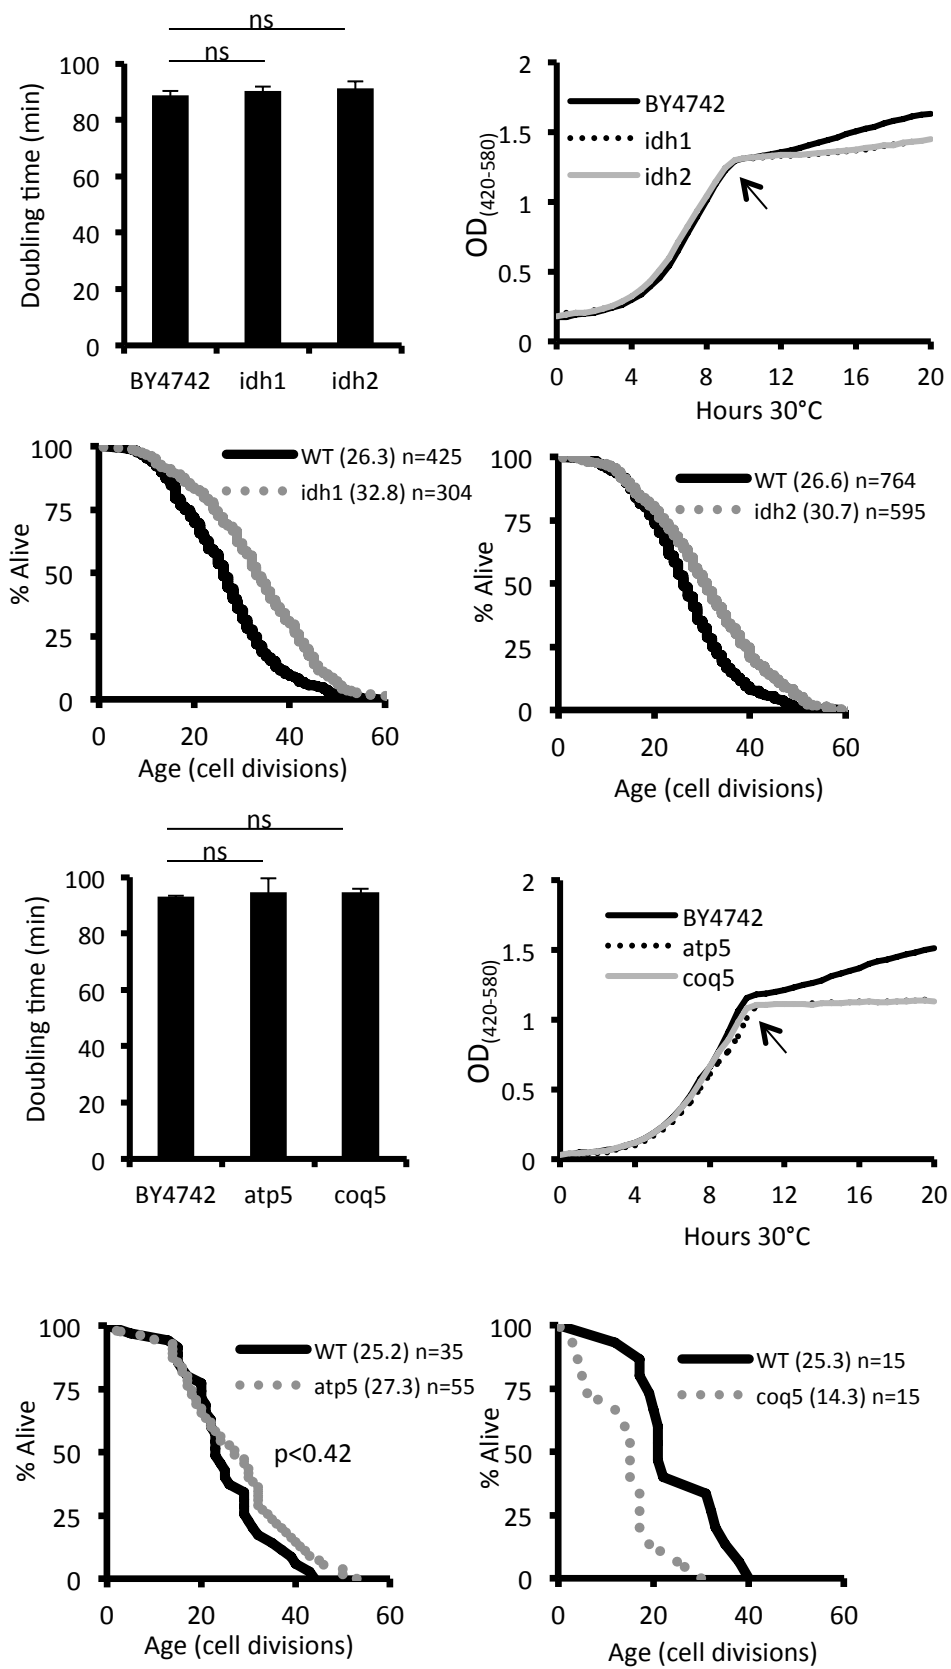 ns
ns
Doubling time (min)
100
80
60
40
20
0
BY4742 idh1 idh2
OD(420-580)
2
1.5
1
0.5
0
BY4742
idh1
idh2
0 4 8 12 16 20
Hours 30°C
% Alive
100
75
50
25
0
WT (26.3) n=425
idh1 (32.8) n=304
0 20 40 60
Age (cell divisions)
% Alive
100
75
50
25
0
WT (26.6) n=764
idh2 (30.7) n=595
0 20 40 60
Age (cell divisions)
ns
ns
Doubling time (min)
100
80
60
40
20
0
BY4742 atp5 coq5
OD(420-580)
2
1.5
1
0.5
0
BY4742
atp5
coq5
0 4 8 12 16 20
Hours 30°C
% Alive
100
75
50
25
0
WT (25.2) n=35
atp5 (27.3) n=55
p<0.42
0 20 40 60
Age (cell divisions)
% Alive
100
75
50
25
0
WT (25.3) n=15
coq5 (14.3) n=15
0 20 40 60
Age (cell divisions)